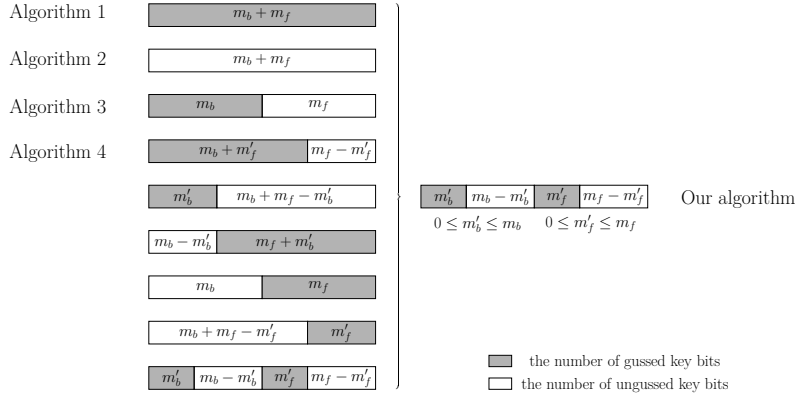 Algorithm 1 m_b + m_f
Algorithm 2 m_b + m_f
Algorithm 3 m_b m_f
Algorithm 4 m_b + m'_f m_f − m'_f
m'_b m_b + m_f − m'_b
m_b − m'_b m_f + m'_b
m_b m_f
m_b + m_f − m'_f m'_f
m'_b m_b − m'_b m'_f m_f − m'_f
m'_b m_b − m'_b m'_f m_f − m'_f Our algorithm
0 ≤ m'_b ≤ m_b 0 ≤ m'_f ≤ m_f
the number of gussed key bits
the number of ungussed key bits